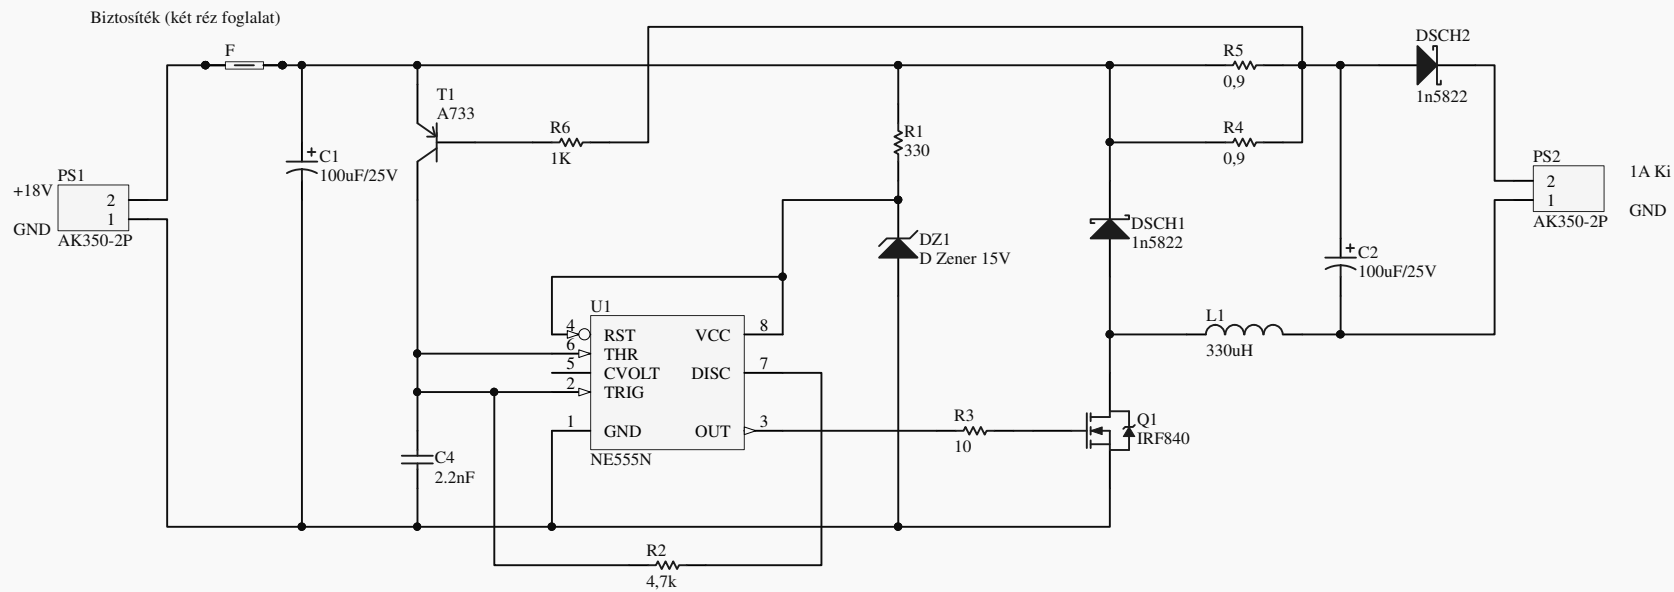 Biztosíték (két réz foglalat)
F
T1
A733
R6
1K
R1
330
R5
0,9
R4
0,9
DSCH2
1n5822
C1
100uF/25V
PS1
+18V
2
GND
1
AK350-2P
PS2
1A Ki
2
1
GND
AK350-2P
DSCH1
1n5822
DZ1
D Zener 15V
C2
100uF/25V
U1
4 RST VCC 8
6 THR
5 CVOLT DISC 7
2 TRIG
1 GND OUT 3
NE555N
L1
330uH
R3
10
Q1
IRF840
C4
2.2nF
R2
4,7k